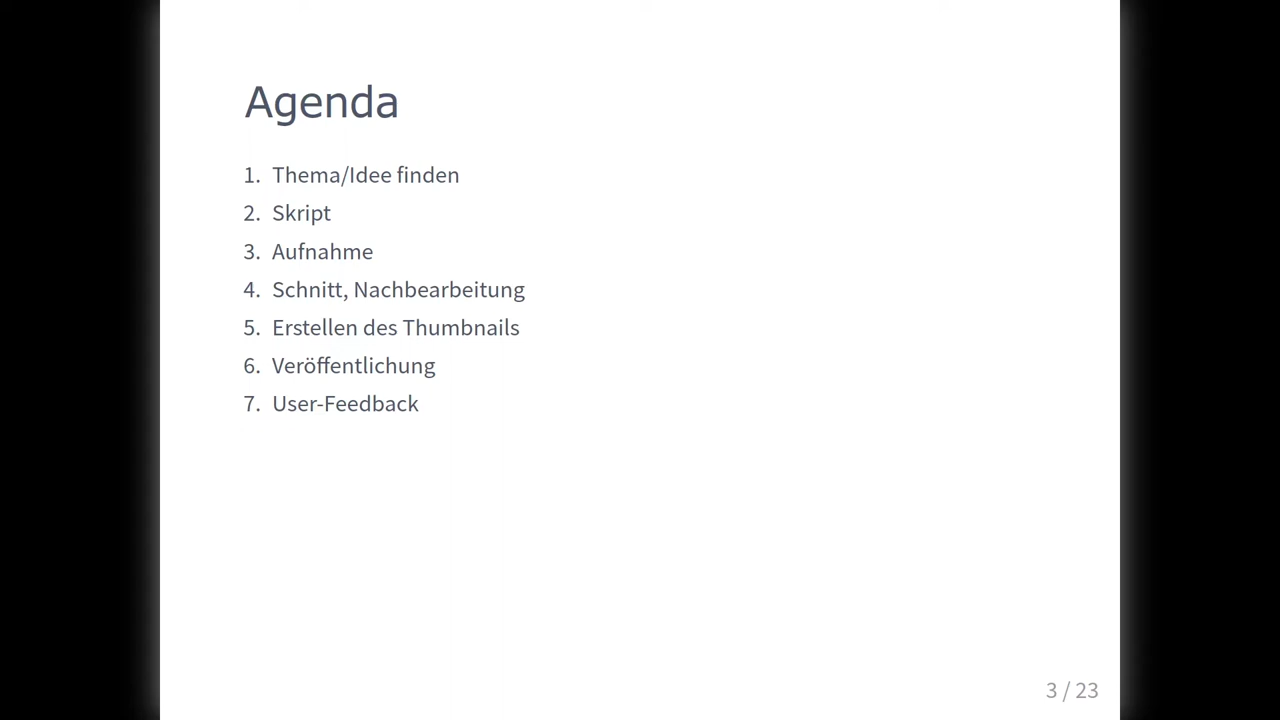 Agenda
1. Thema/Idee finden
2. Skript
3. Aufnahme
4. Schnitt, Nachbearbeitung
5. Erstellen des Thumbnails
6. Veröffentlichung
7. User-Feedback
3 / 23